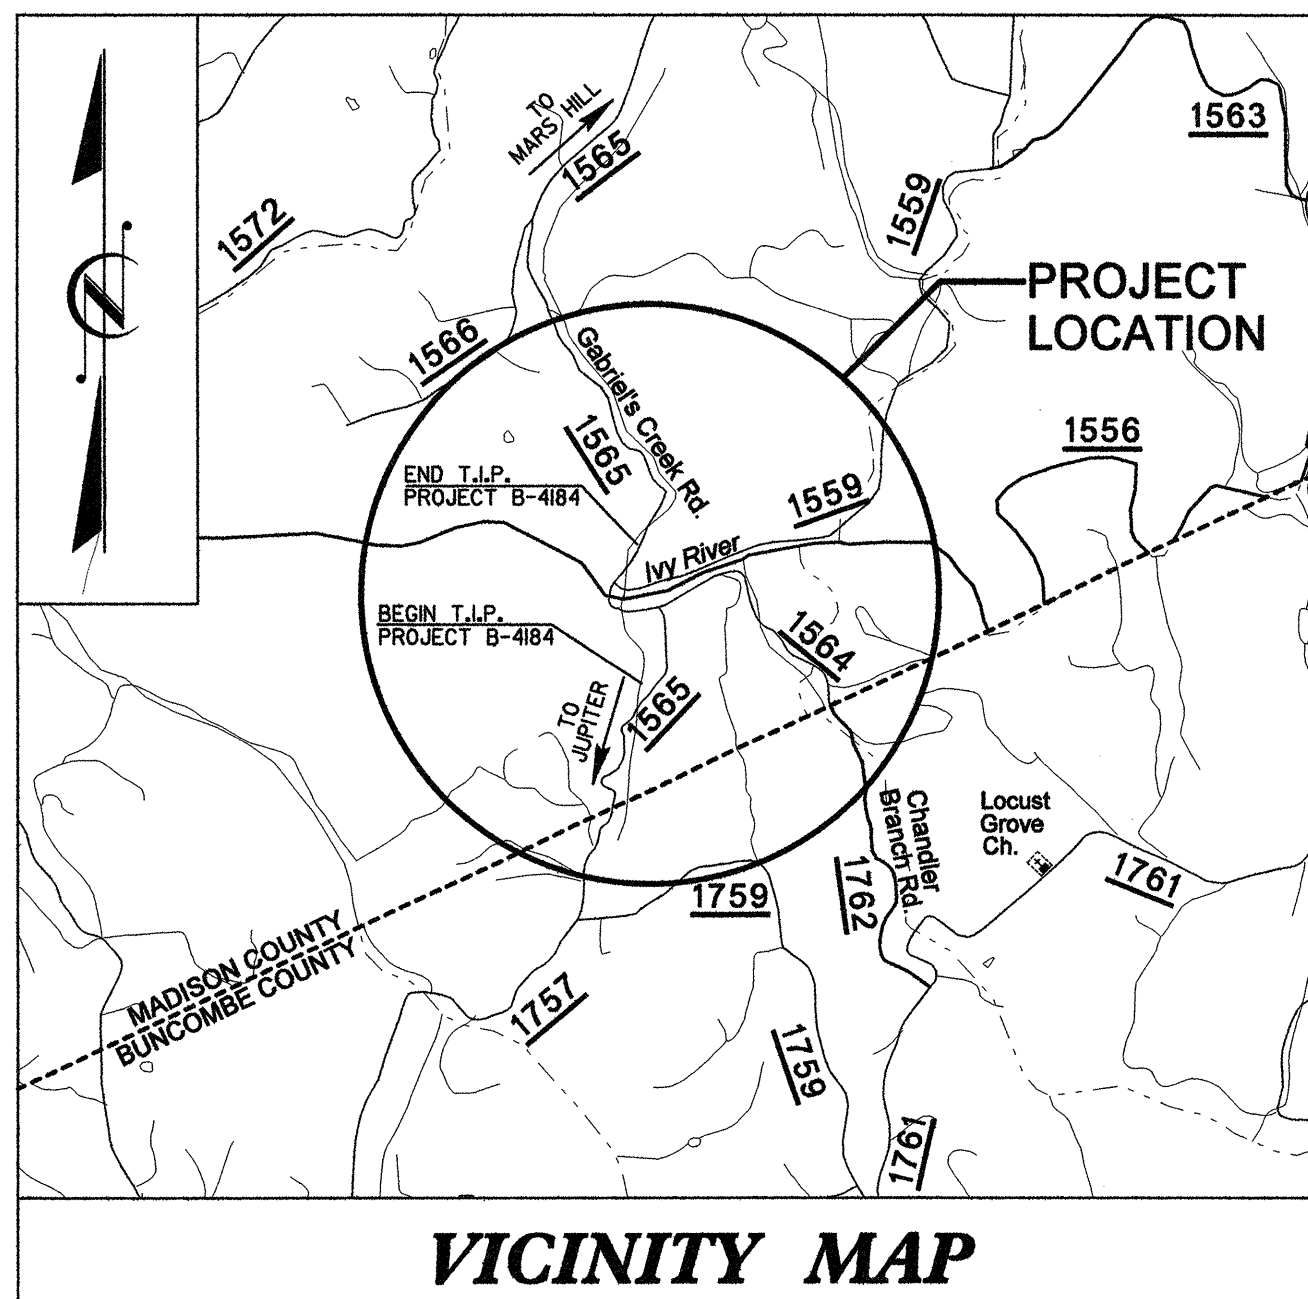 TO
MARS HILL
1565
1563
1559
1572
PROJECT
LOCATION
1566
Gabriel's Creek Rd.
1565
1556
END T.I.P.
PROJECT B-4184
1559
Ivy River
BEGIN T.I.P.
PROJECT B-4184
1564
TO
JUPITER
1565
Chandler
Branch Rd.
Locust
Grove
Ch.
1762
1761
1759
MADISON COUNTY
BUNCOMBE COUNTY
1757
1759
1761
N
VICINITY MAP